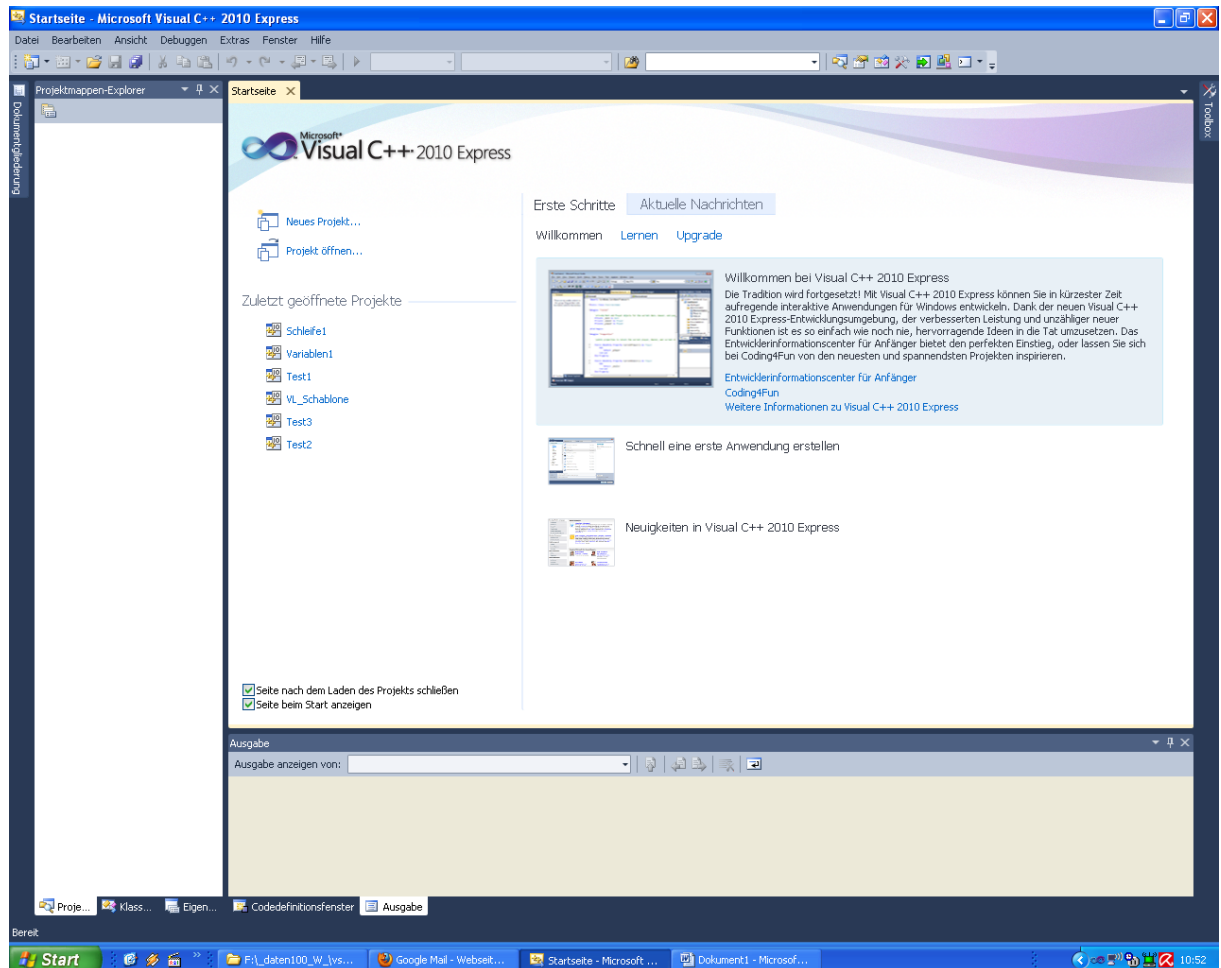 Startseite - Microsoft Visual C++ 2010 Express
Datei Bearbeiten Ansicht Debuggen Extras Fenster Hilfe
Dokumentgliederung
Projektmappen-Explorer
Startseite
Toolbox
Microsoft®
Visual C++ 2010 Express
Neues Projekt...
Projekt öffnen...
Zuletzt geöffnete Projekte
Schleife1
Variablen1
Test1
VL_Schablone
Test3
Test2
Seite nach dem Laden des Projekts schließen
Seite beim Start anzeigen
Erste Schritte Aktuelle Nachrichten
Willkommen Lernen Upgrade
Willkommen bei Visual C++ 2010 Express
Die Tradition wird fortgesetzt! Mit Visual C++ 2010 Express können Sie in kürzester Zeit
aufregende interaktive Anwendungen für Windows entwickeln. Dank der neuen Visual C++
2010 Express-Entwicklungsumgebung, der verbesserten Leistung und unzähliger neuer
Funktionen ist es so einfach wie noch nie, hervorragende Ideen in die Tat umzusetzen. Das
Entwicklerinformationscenter für Anfänger bietet den perfekten Einstieg, oder lassen Sie sich
bei Coding4Fun von den neuesten und spannendsten Projekten inspirieren.
Entwicklerinformationscenter für Anfänger
Coding4Fun
Weitere Informationen zu Visual C++ 2010 Express
Schnell eine erste Anwendung erstellen
Neuigkeiten in Visual C++ 2010 Express
Ausgabe
Ausgabe anzeigen von:
Proje... Klass... Eigen... Codedefinitionsfenster Ausgabe
Bereit
Start F:\_daten100_W_\vs... Google Mail - Webseit... Startseite - Microsoft ... Dokument1 - Microsof... 10:52